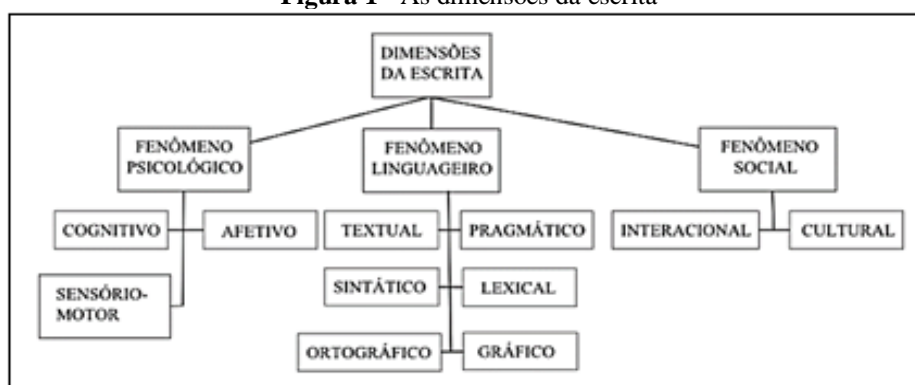 Figura 1 - As dimensões da escrita
DIMENSÕES
DA ESCRITA
FENÔMENO
PSICOLÓGICO
FENÔMENO
LINGUAGEIRO
FENÔMENO
SOCIAL
COGNITIVO
AFETIVO
TEXTUAL
PRAGMÁTICO
INTERACIONAL
CULTURAL
SENSÓRIO-
MOTOR
SINTÁTICO
LEXICAL
ORTOGRÁFICO
GRÁFICO